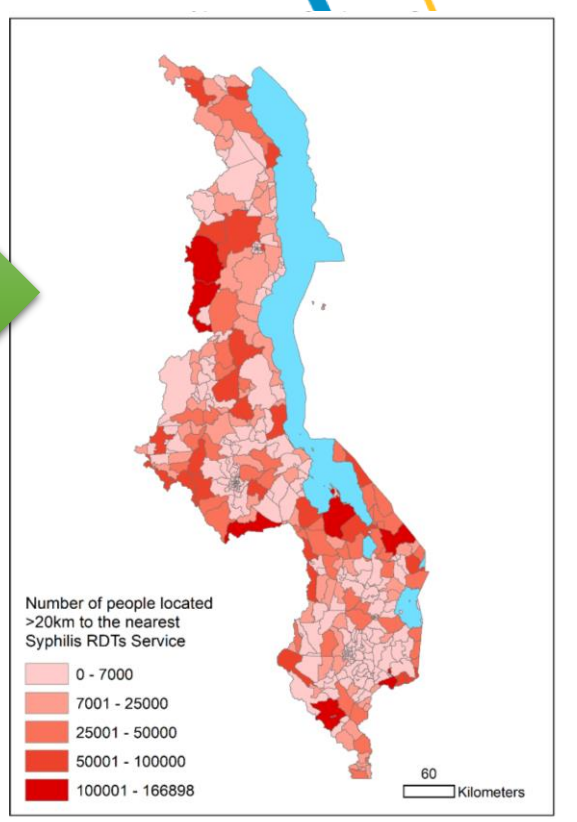 Number of people located
>20km to the nearest
Syphilis RDTs Service
0 - 7000
7001 - 25000
25001 - 50000
50001 - 100000
100001 - 166898
60
Kilometers